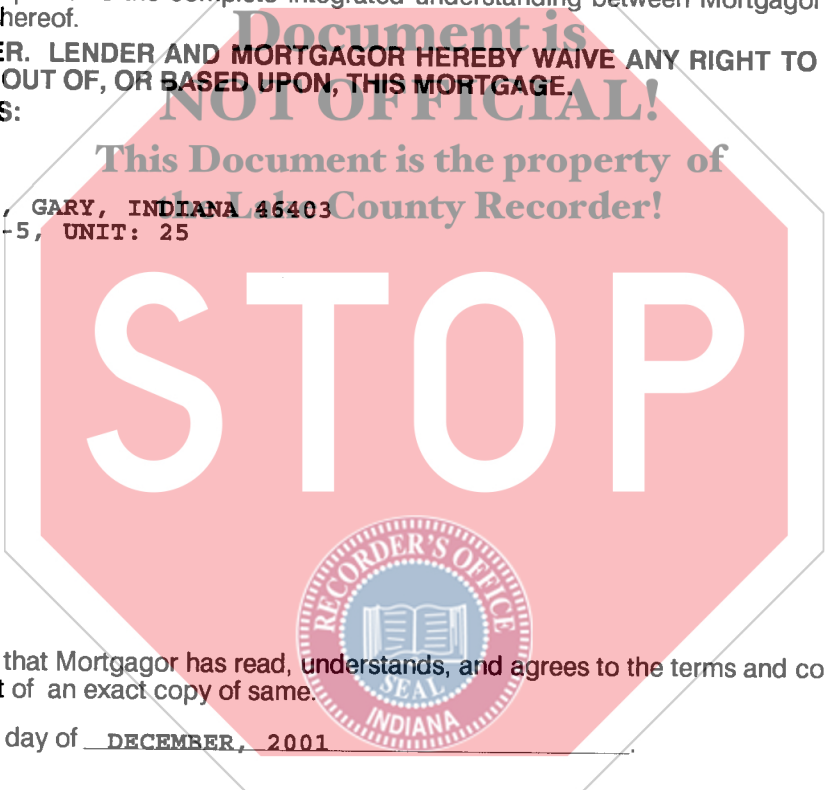 hereof.
Document is
ER. LENDER AND MORTGAGOR HEREBY WAIVE ANY RIGHT TO
OUT OF, OR BASED UPON, THIS MORTGAGE.
NOT OFFICIAL!
S:
This Document is the property of
the Lake County Recorder!
, GARY, INDIANA 46403
-5, UNIT: 25
STOP
RECORDER'S OFFICE
SEAL
INDIANA
that Mortgagor has read, understands, and agrees to the terms and co
t of an exact copy of same.
day of DECEMBER, 2001.